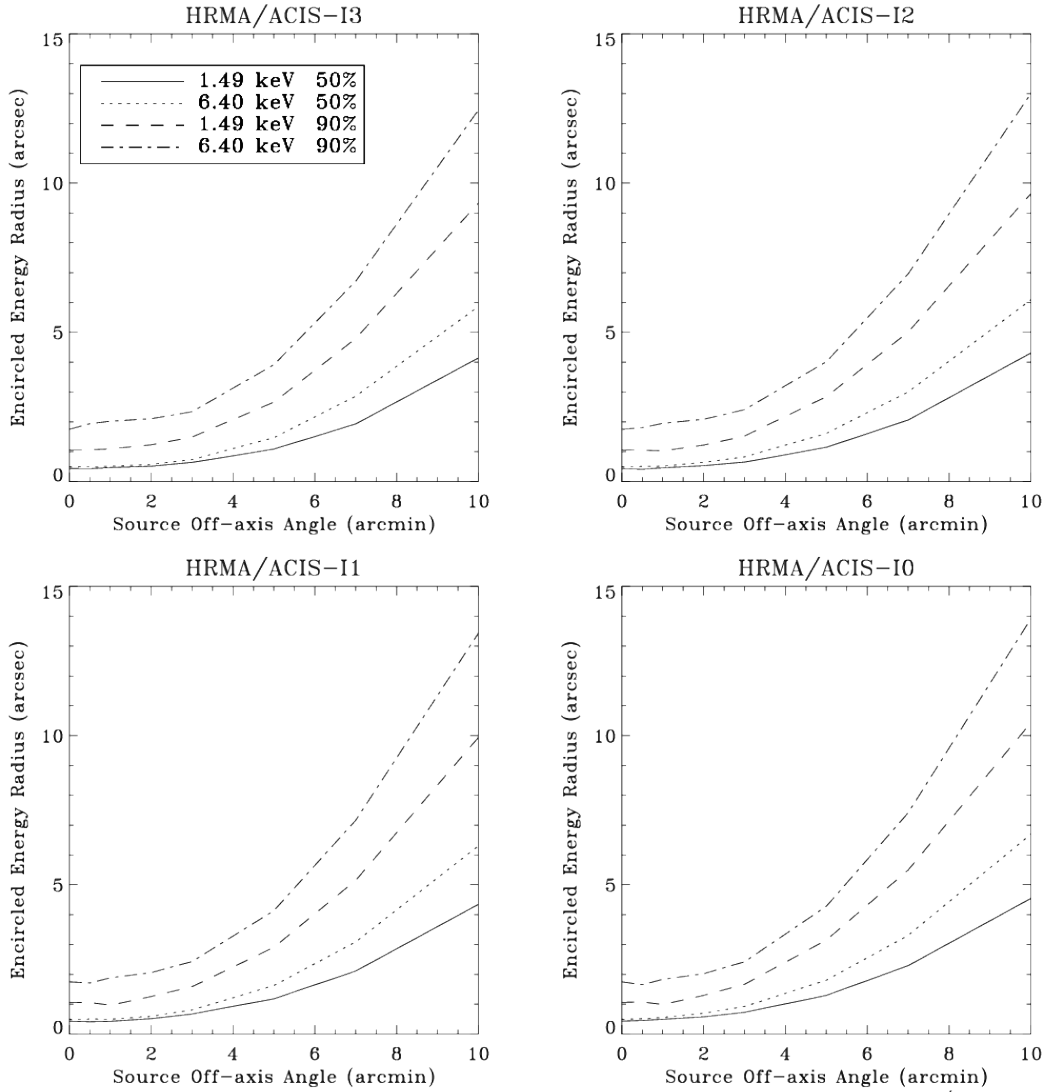 HRMA/ACIS-I3
15
10
5
0
Encircled Energy Radius (arcsec)
1.49 keV 50%
6.40 keV 50%
1.49 keV 90%
6.40 keV 90%
0 2 4 6 8 10
Source Off-axis Angle (arcmin)
HRMA/ACIS-I2
15
10
5
0
Encircled Energy Radius (arcsec)
0 2 4 6 8 10
Source Off-axis Angle (arcmin)
HRMA/ACIS-I1
15
10
5
0
Encircled Energy Radius (arcsec)
0 2 4 6 8 10
Source Off-axis Angle (arcmin)
HRMA/ACIS-I0
15
10
5
0
Encircled Energy Radius (arcsec)
0 2 4 6 8 10
Source Off-axis Angle (arcmin)